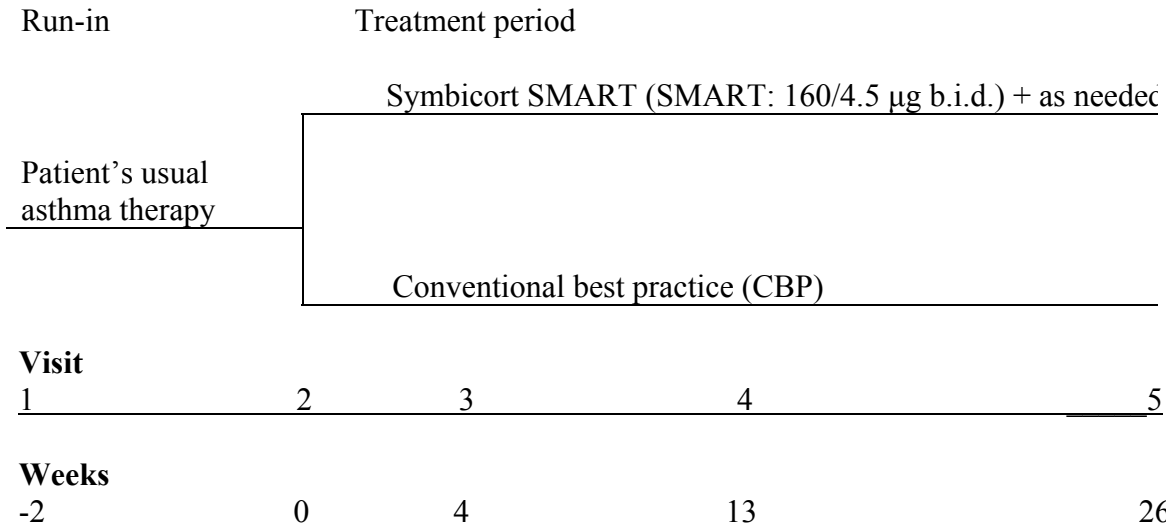 Run-in Treatment period
Symbicort SMART (SMART: 160/4.5 μg b.i.d.) + as needed
Patient’s usual
asthma therapy
Conventional best practice (CBP)
Visit
1 2 3 4 5
Weeks
-2 0 4 13 26